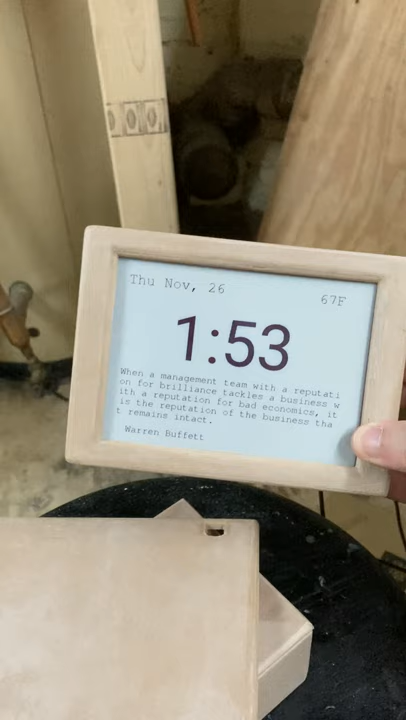 Thu Nov, 26
67F
1:53
When a management team with a reputati
on for brilliance tackles a business w
ith a reputation for bad economics, it
is the reputation of the business tha
t remains intact.
Warren Buffett